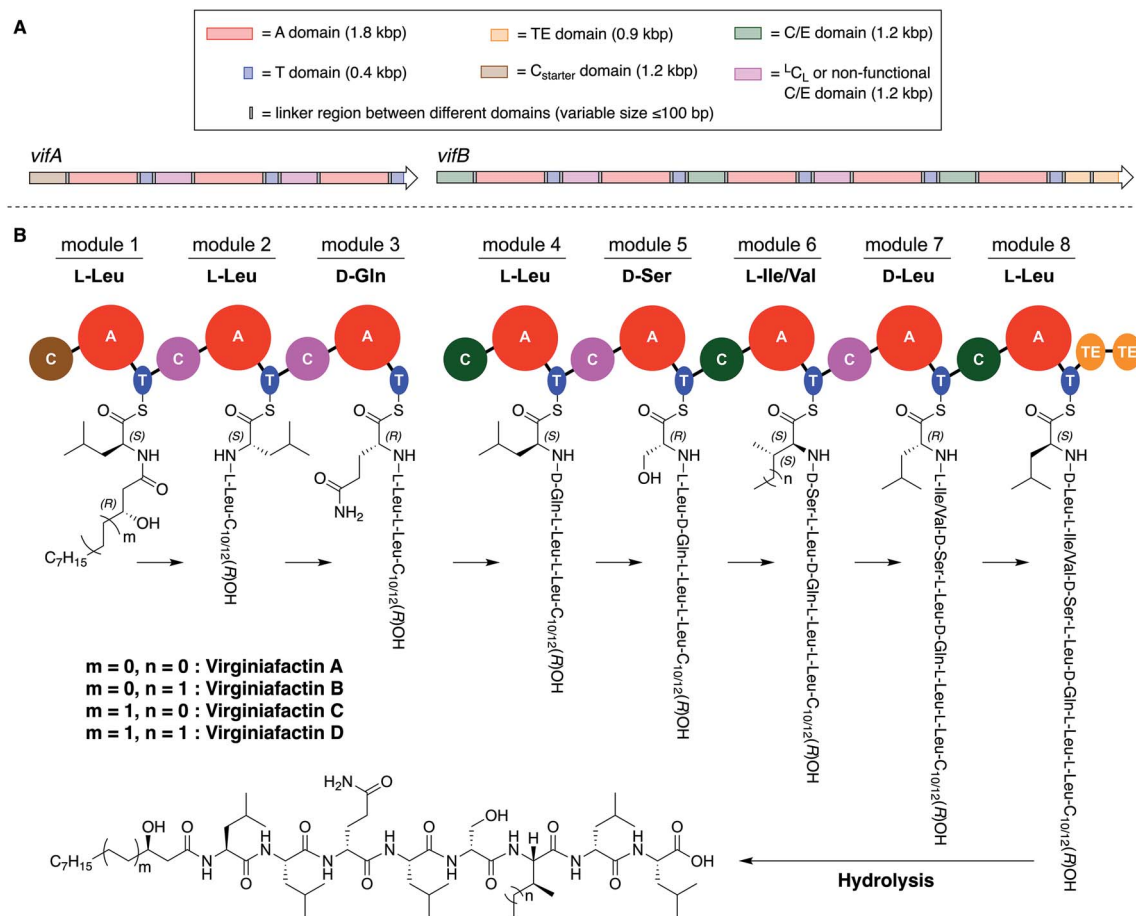 A
= A domain (1.8 kbp)
= TE domain (0.9 kbp)
= C/E domain (1.2 kbp)
= T domain (0.4 kbp)
= Cstarter domain (1.2 kbp)
= LCL or non-functional
C/E domain (1.2 kbp)
= linker region between different domains (variable size ≤100 bp)
vifA
vifB
B
module 1
module 2
module 3
module 4
module 5
module 6
module 7
module 8
L-Leu
L-Leu
D-Gln
L-Leu
D-Ser
L-Ile/Val
D-Leu
L-Leu
C A T C A T C A T C A T C A T C A T C A T C A T TE TE
O S
(S)
NH
O
(R)
OH
m
C7H15
O S
(S)
HN
L-Leu-C10/12(R)OH
O S
(R)
NH
O
NH2
L-Leu-L-Leu-C10/12(R)OH
O S
(S)
NH
D-Gln-L-Leu-L-Leu-C10/12(R)OH
O S
(R)
NH
OH
L-Leu-D-Gln-L-Leu-L-Leu-C10/12(R)OH
O S
(S)
(S)
NH
n
D-Ser-L-Leu-D-Gln-L-Leu-L-Leu-C10/12(R)OH
O S
(R)
NH
L-Ile/Val-D-Ser-L-Leu-D-Gln-L-Leu-L-Leu-C10/12(R)OH
O S
(S)
NH
D-Leu-L-Ile/Val-D-Ser-L-Leu-D-Gln-L-Leu-L-Leu-C10/12(R)OH
m = 0, n = 0 : Virginiafactin A
m = 0, n = 1 : Virginiafactin B
m = 1, n = 0 : Virginiafactin C
m = 1, n = 1 : Virginiafactin D
H2N O
OH O O H N O H N OH O H N H O H N O
C7H15 m N H O N H O N H O N H O n N H O OH
Hydrolysis